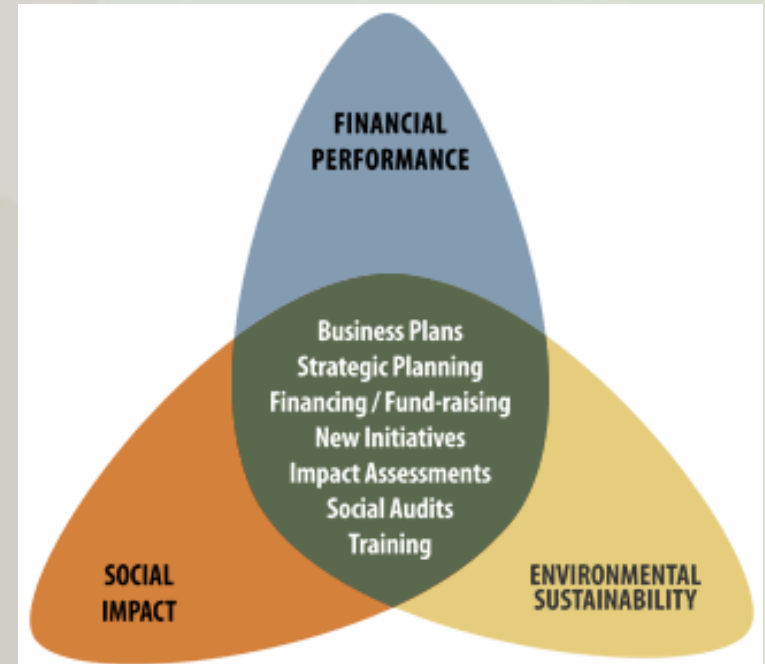 FINANCIAL
PERFORMANCE
Business Plans
Strategic Planning
Financing / Fund-raising
New Initiatives
Impact Assessments
Social Audits
Training
SOCIAL
IMPACT
ENVIRONMENTAL
SUSTAINABILITY